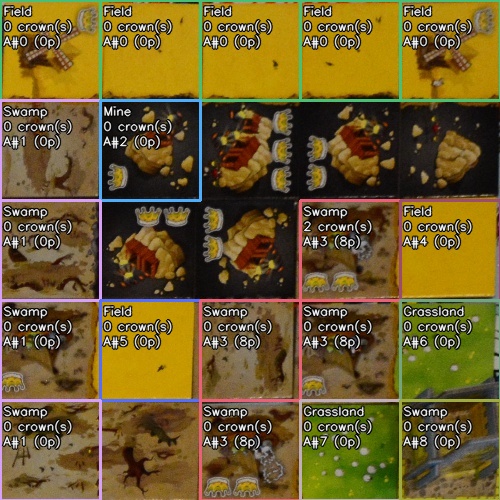 Field
0 crown(s)
A#0 (0p)
Field
0 crown(s)
A#0 (0p)
Field
0 crown(s)
A#0 (0p)
Field
0 crown(s)
A#0 (0p)
Field
0 crown(s)
A#0 (0p)
Swamp
0 crown(s)
A#1 (0p)
Mine
0 crown(s)
A#2 (0p)
Swamp
0 crown(s)
A#1 (0p)
Swamp
2 crown(s)
A#3 (8p)
Field
0 crown(s)
A#4 (0p)
Swamp
0 crown(s)
A#1 (0p)
Field
0 crown(s)
A#5 (0p)
Swamp
0 crown(s)
A#3 (8p)
Swamp
0 crown(s)
A#3 (8p)
Grassland
0 crown(s)
A#6 (0p)
Swamp
0 crown(s)
A#1 (0p)
Swamp
0 crown(s)
A#3 (8p)
Grassland
0 crown(s)
A#7 (0p)
Swamp
0 crown(s)
A#8 (0p)